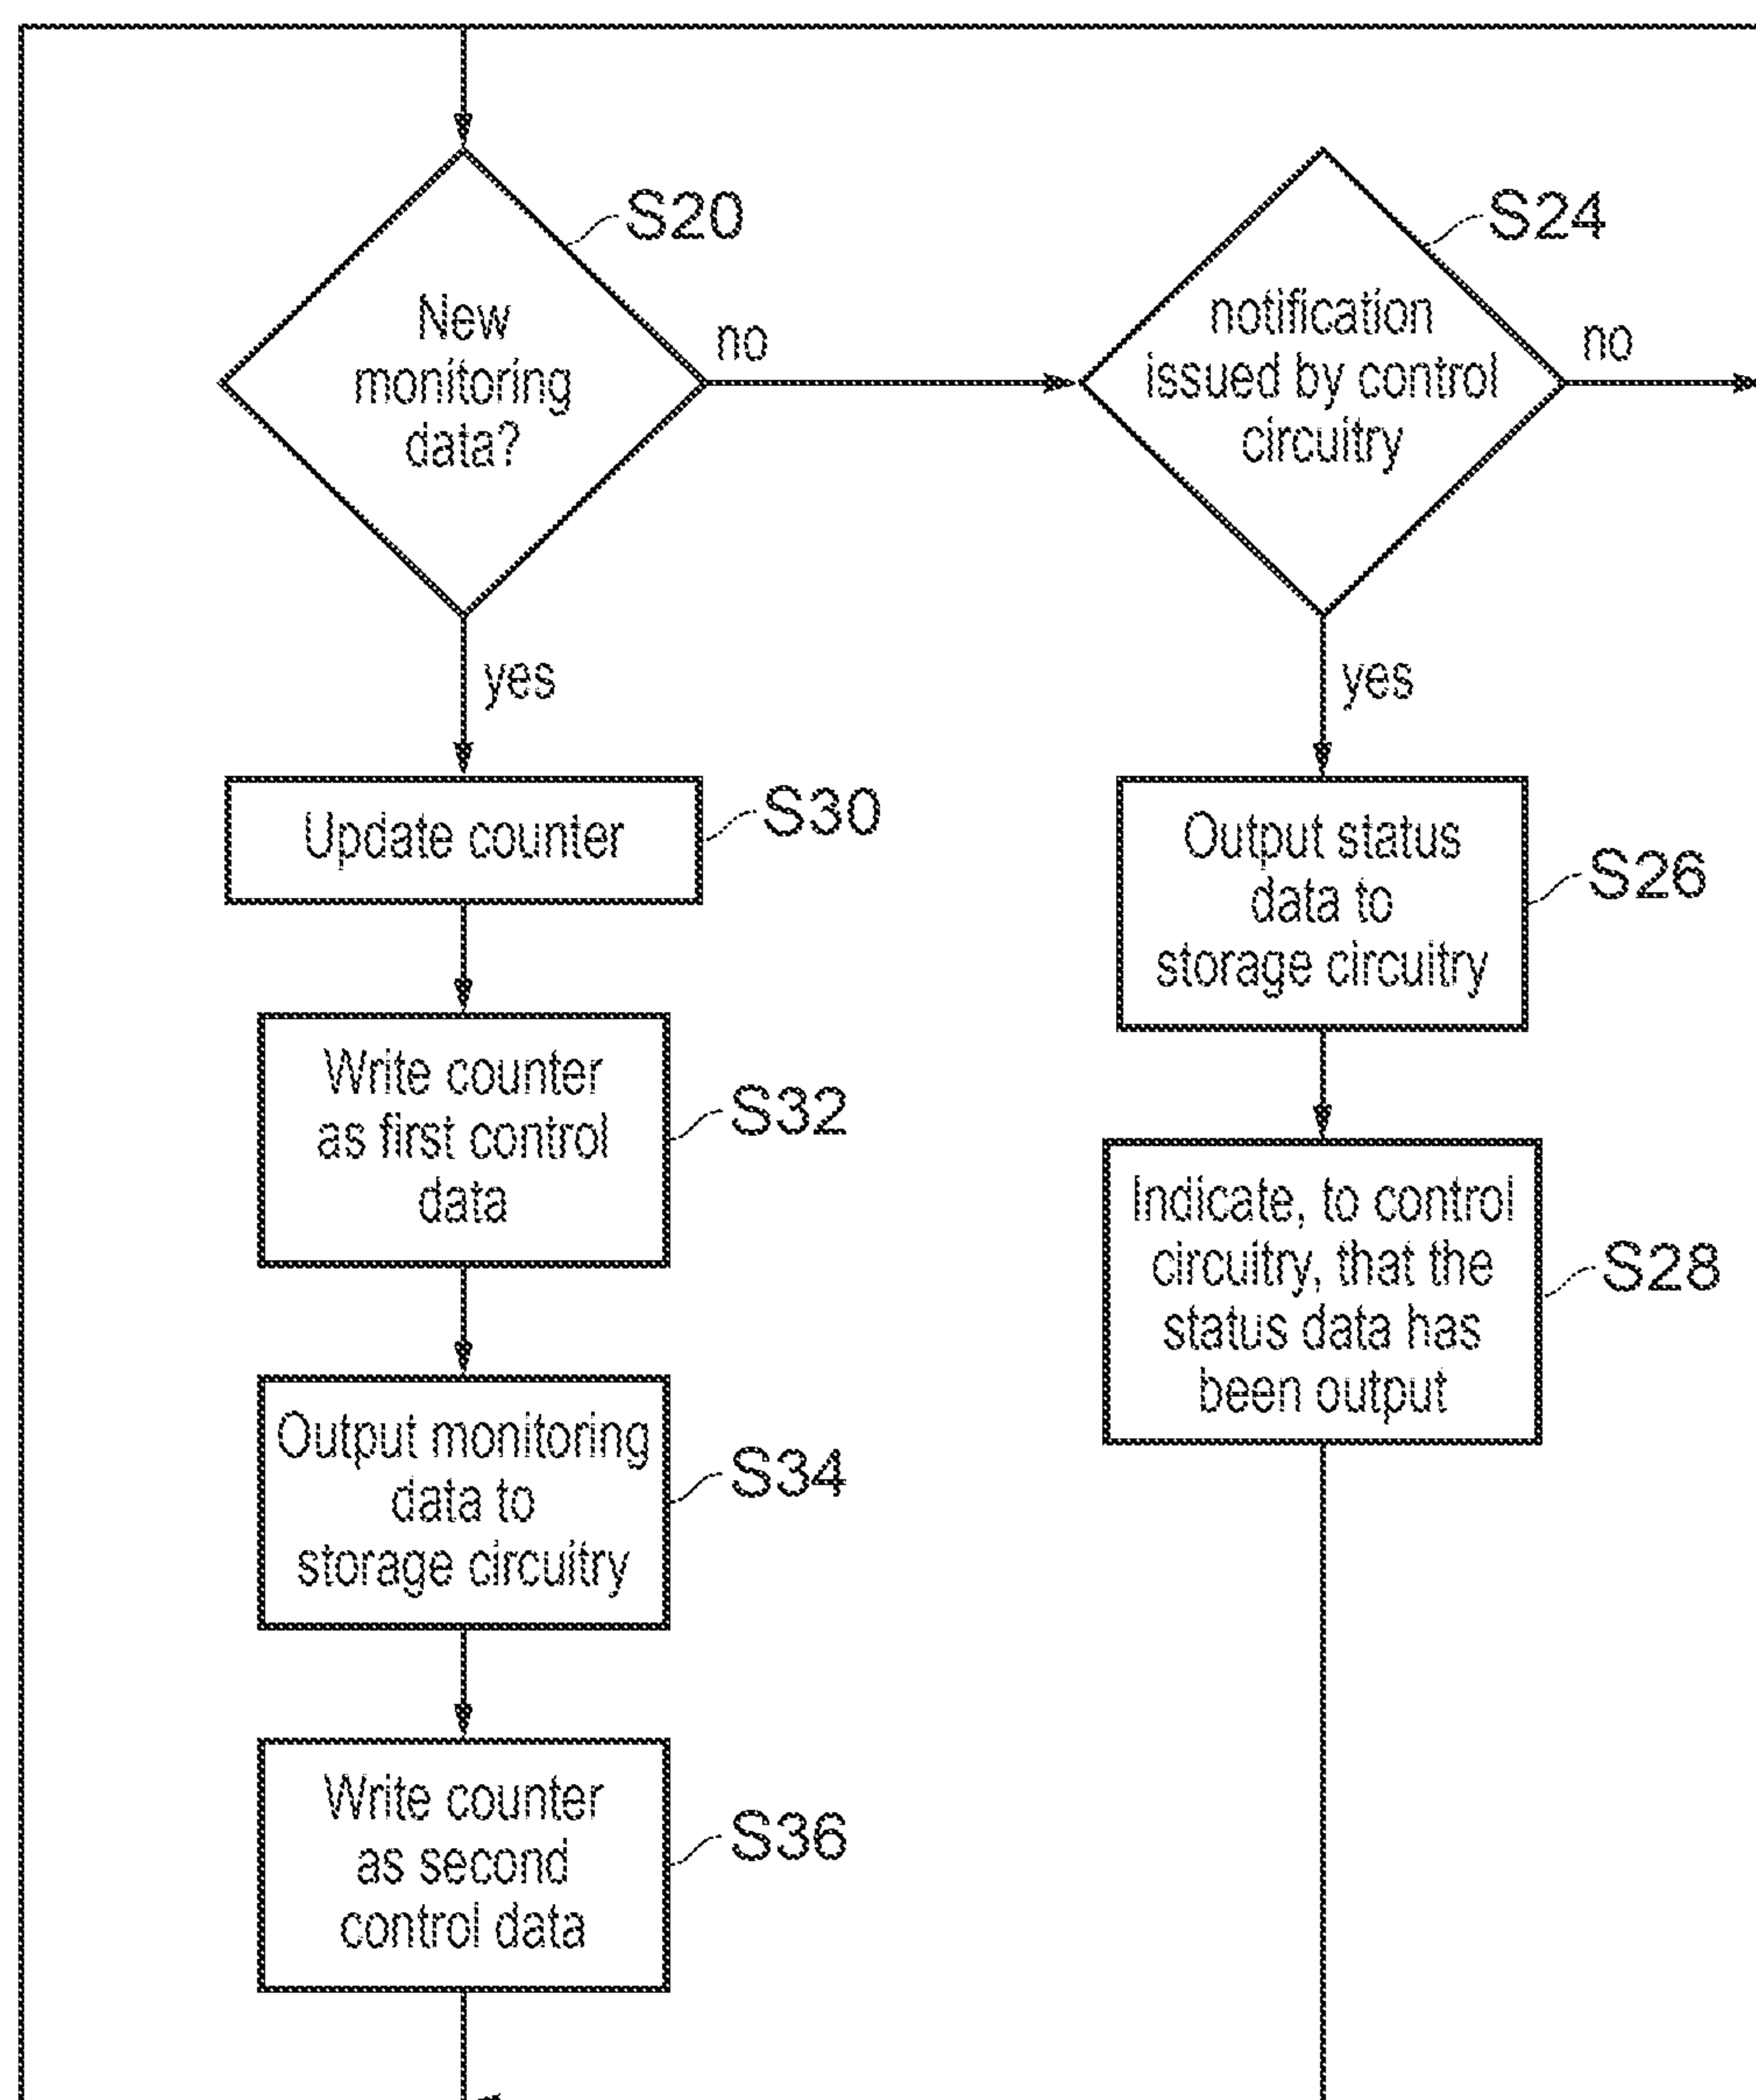 S20
New
monitoring
data?
no
yes
S24
notification
issued by control
circuitry
no
yes
Update counter
S30
Write counter
as first control
data
S32
Output monitoring
data to
storage circuitry
S34
Write counter
as second
control data
S36
Output status
data to
storage circuitry
S26
Indicate, to control
circuitry, that the
status data has
been output
S28